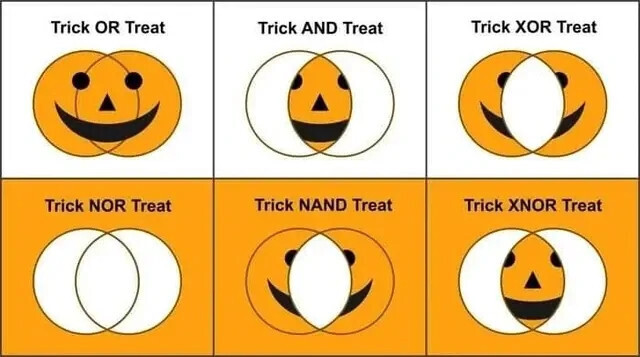 Trick OR Treat
Trick AND Treat
Trick XOR Treat
Trick NOR Treat
Trick NAND Treat
Trick XNOR Treat